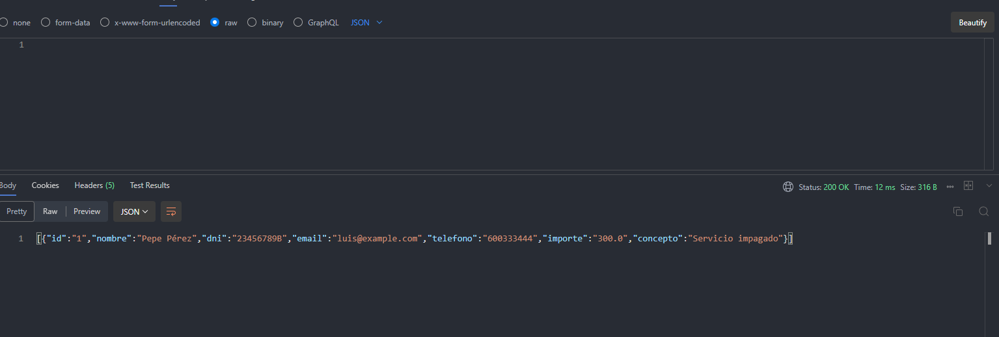 none form-data x-www-form-urlencoded raw binary GraphQL JSON Beautify
1
Body Cookies Headers (5) Test Results Status: 200 OK Time: 12 ms Size: 316 B
Pretty Raw Preview JSON
1 [{"id":"1","nombre":"Pepe Pérez","dni":"23456789B","email":"luis@example.com","telefono":"600333444","importe":"300.0","concepto":"Servicio impagado"}]